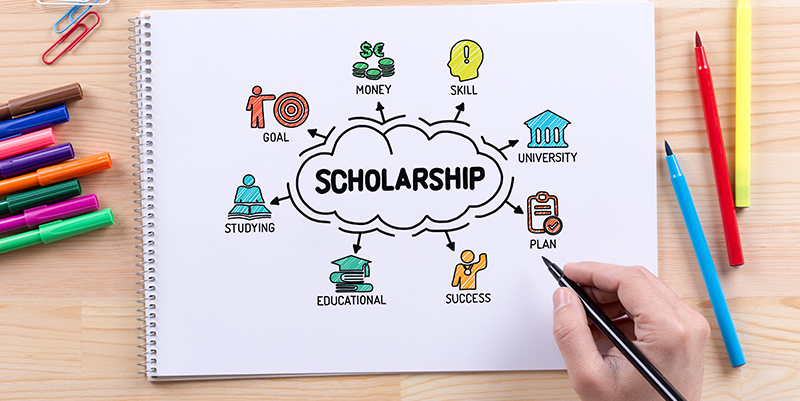 MONEY
SKILL
GOAL
UNIVERSITY
SCHOLARSHIP
STUDYING
PLAN
EDUCATIONAL
SUCCESS